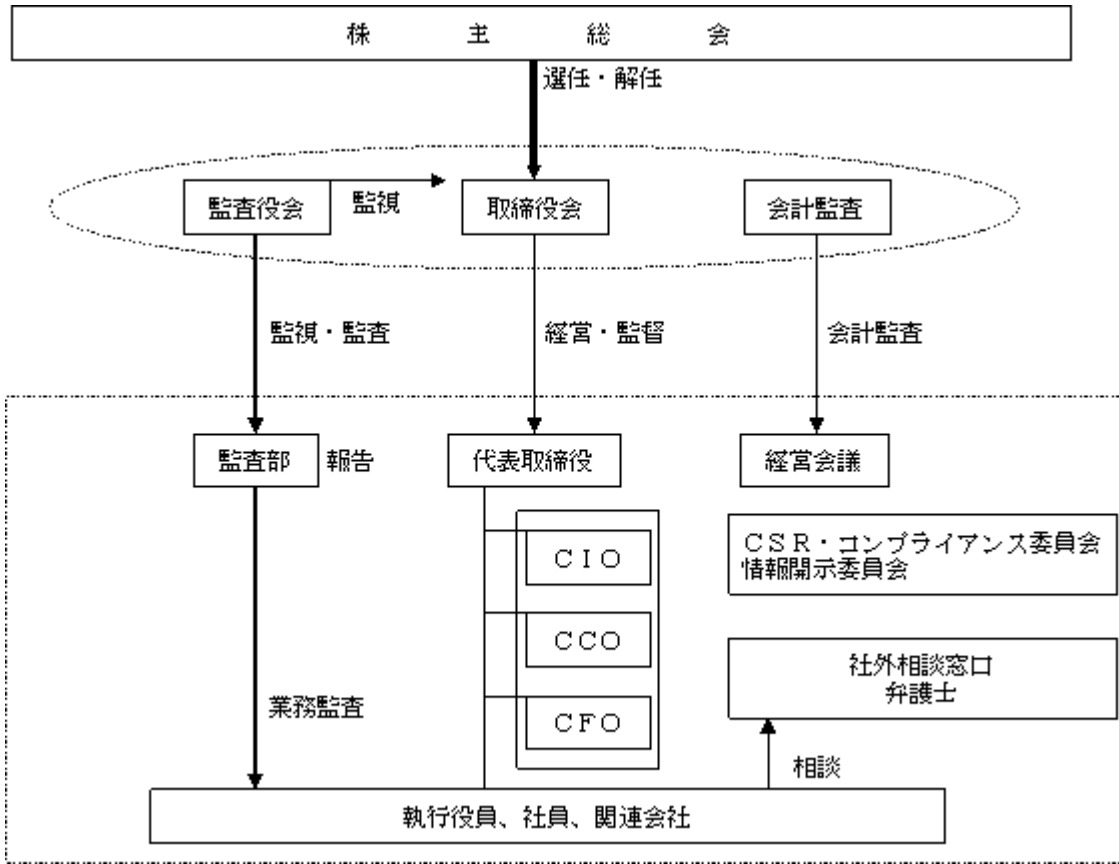 株主総会
選任・解任
監査役会
監視
取締役会
会計監査
監視・監査
経営・監督
会計監査
監査部
報告
代表取締役
経営会議
ＣＩＯ
ＣＳＲ・コンプライアンス委員会
情報開示委員会
ＣＣＯ
社外相談窓口
弁護士
業務監査
ＣＦＯ
相談
執行役員、社員、関連会社